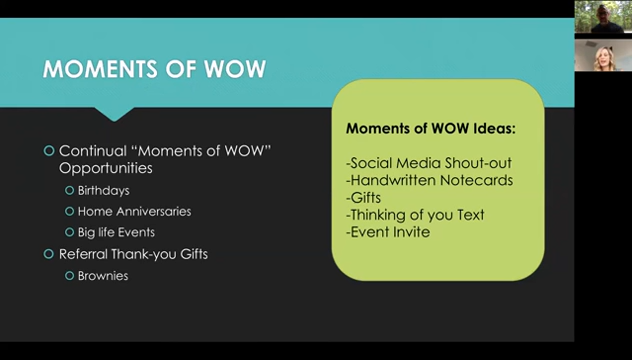 MOMENTS OF WOW
Continual “Moments of WOW”
Opportunities
Birthdays
Home Anniversaries
Big life Events
Referral Thank-you Gifts
Brownies
Moments of WOW Ideas:
-Social Media Shout-out
-Handwritten Notecards
-Gifts
-Thinking of you Text
-Event Invite